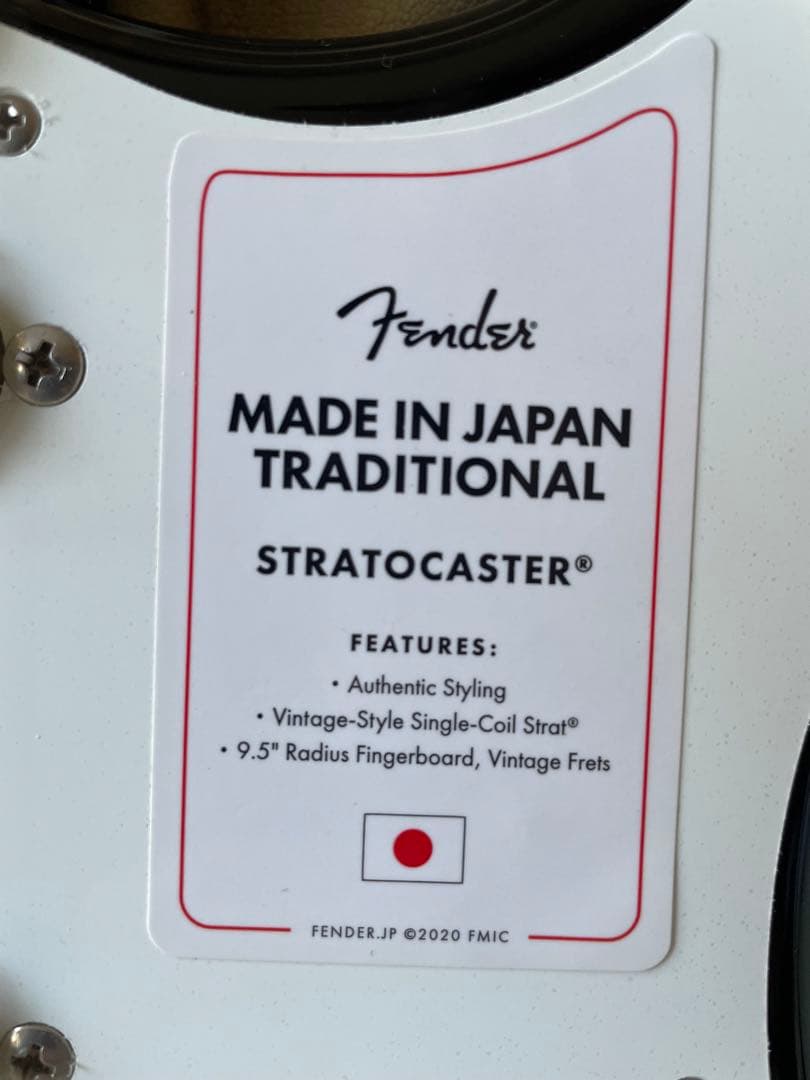 Fender®
MADE IN JAPAN
TRADITIONAL
STRATOCASTER®
FEATURES:
• Authentic Styling
• Vintage-Style Single-Coil Strat®
• 9.5" Radius Fingerboard, Vintage Frets
FENDER.JP ©2020 FMIC